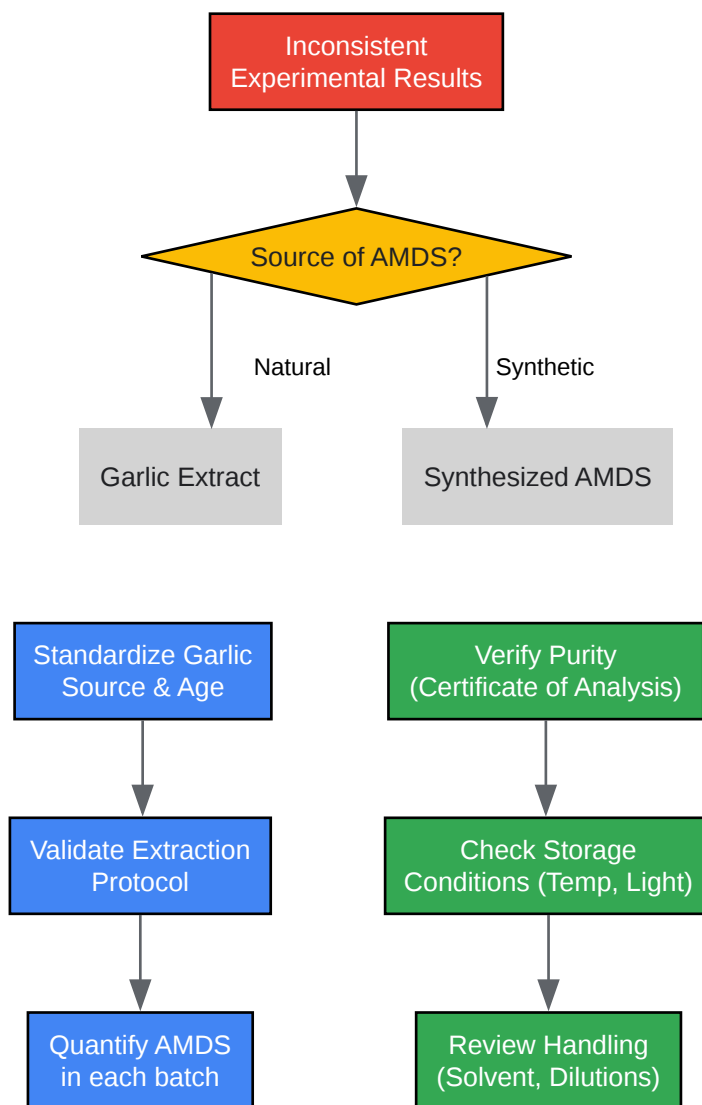 Inconsistent
Experimental Results
Source of AMDS?
Natural
Synthetic
Garlic Extract
Synthesized AMDS
Standardize Garlic
Source & Age
Verify Purity
(Certificate of Analysis)
Validate Extraction
Protocol
Check Storage
Conditions (Temp, Light)
Quantify AMDS
in each batch
Review Handling
(Solvent, Dilutions)